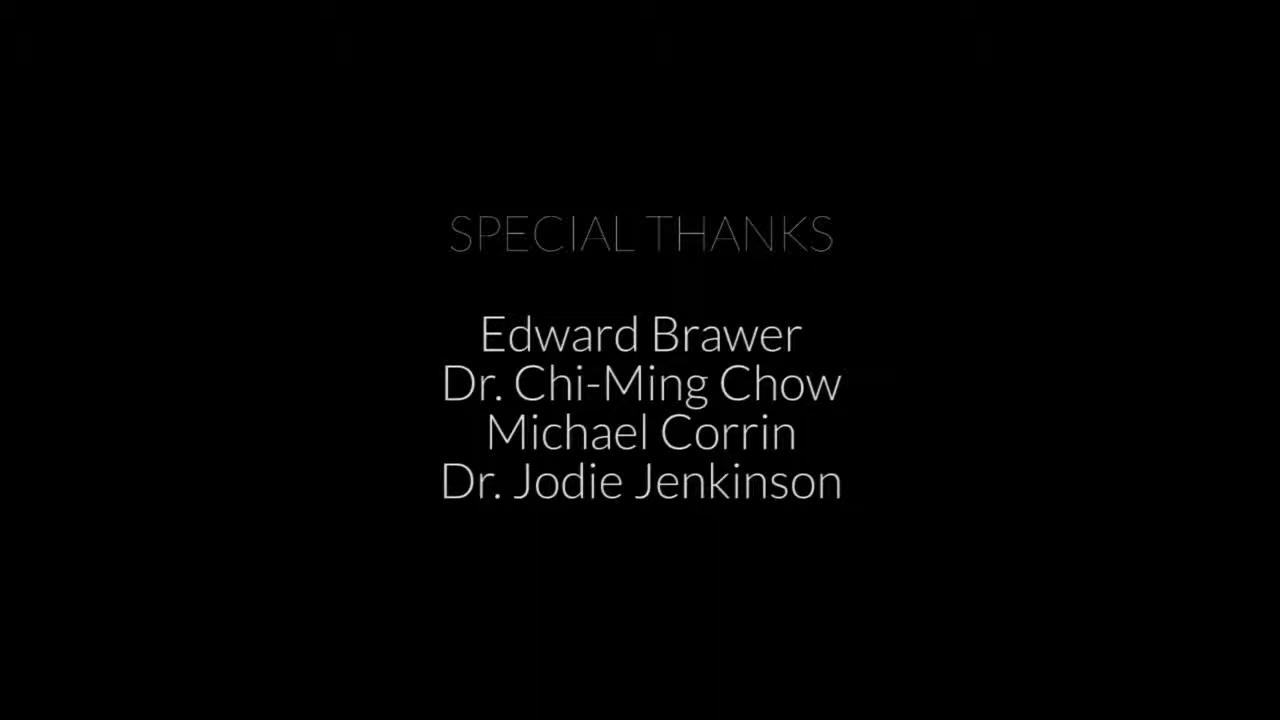 SPECIAL THANKS
Edward Brawer
Dr. Chi-Ming Chow
Michael Corrin
Dr. Jodie Jenkinson